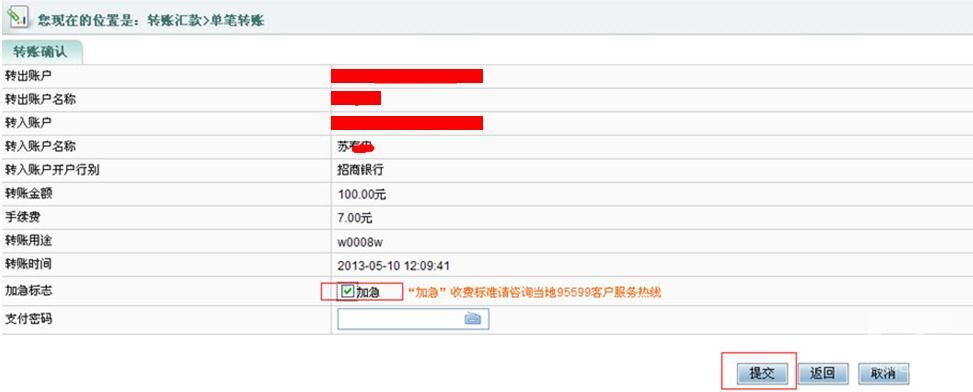 您现在的位置是：转账汇款>单笔转账
转账确认
转出账户
转出账户名称
转入账户
转入账户名称 苏
转入账户开户行别 招商银行
转账金额 100.00元
手续费 7.00元
转账用途 w0008w
转账时间 2013-05-10 12:09:41
加急标志 加急 “加急”收费标准请咨询当地95599客户服务热线
支付密码
提交 返回 取消